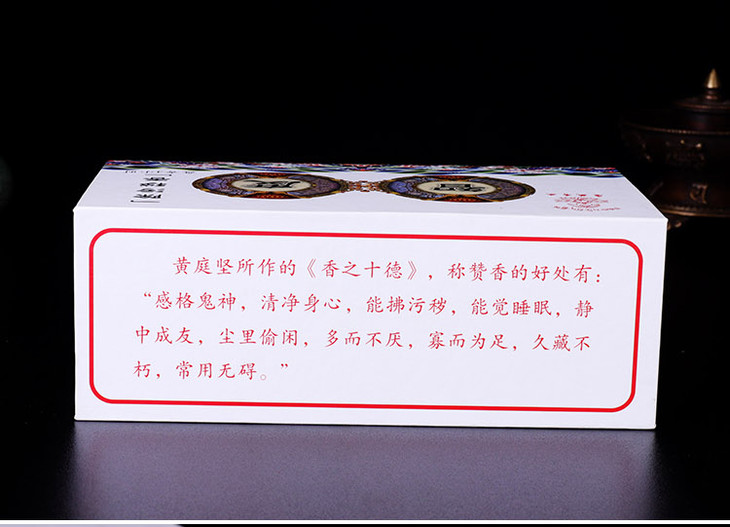 黄庭坚所作的《香之十德》，称赞香的好处有：
“感格鬼神，清净身心，能拂污秽，能觉睡眠，静
中成友，尘里偷闲，多而不厌，寡而为足，久藏不
朽，常用无碍。”